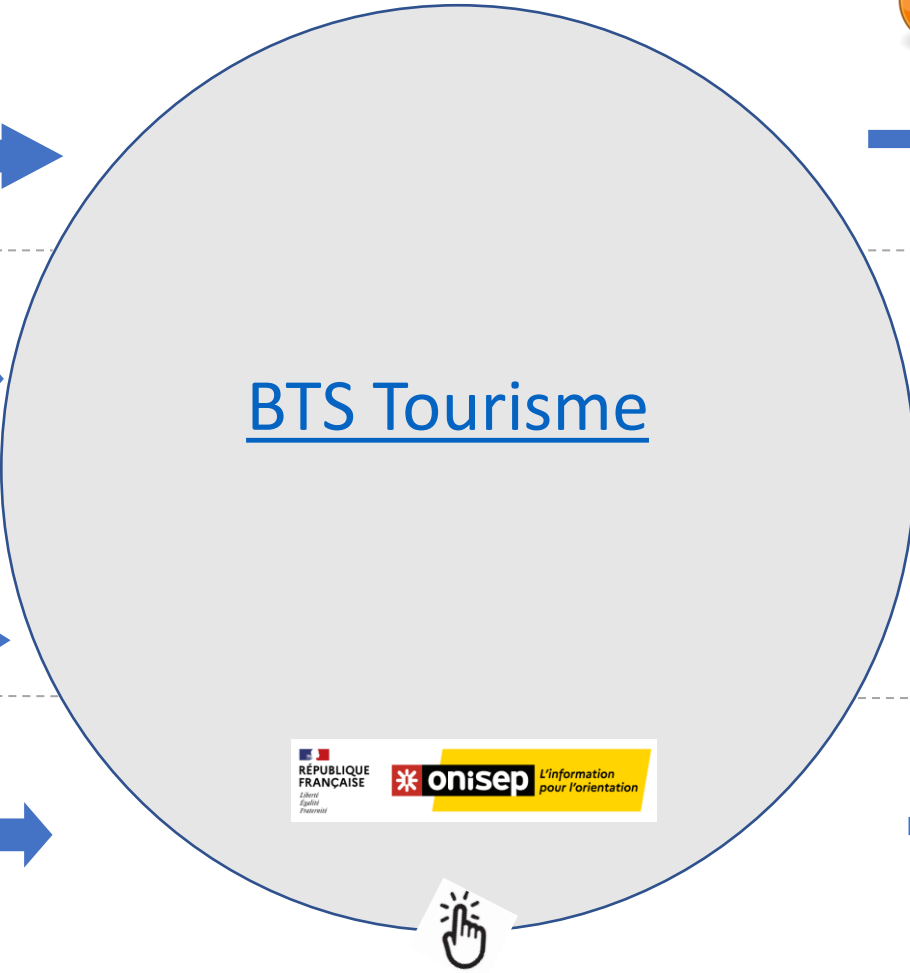 BTS Tourisme
RÉPUBLIQUE
FRANÇAISE
Liberté
Égalité
Fraternité
onisep
L'information
pour l'orientation